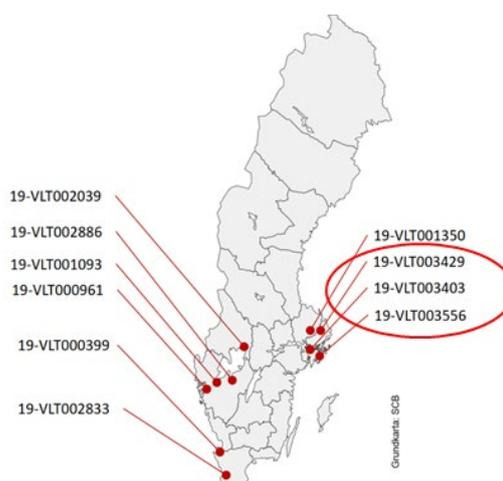 19-VLT002039
19-VLT002886
19-VLT001093
19-VLT000961
19-VLT000399
19-VLT002833
19-VLT001350
19-VLT003429
19-VLT003403
19-VLT003556
Grundkarta: SCB